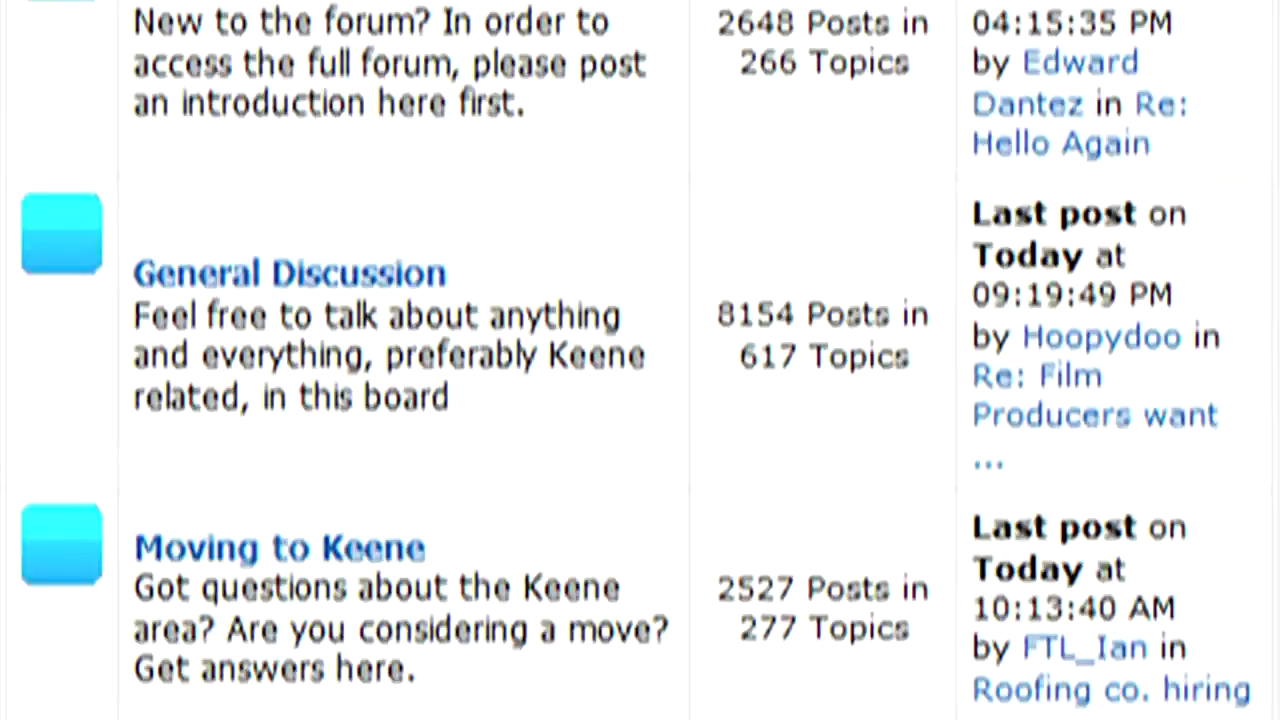 New to the forum? In order to
access the full forum, please post
an introduction here first.
2648 Posts in
266 Topics
04:15:35 PM
by Edward
Dantez in Re:
Hello Again
General Discussion
Feel free to talk about anything
and everything, preferably Keene
related, in this board
8154 Posts in
617 Topics
Last post on
Today at
09:19:49 PM
by Hoopydoo in
Re: Film
Producers want
...
Moving to Keene
Got questions about the Keene
area? Are you considering a move?
Get answers here.
2527 Posts in
277 Topics
Last post on
Today at
10:13:40 AM
by FTL_Ian in
Roofing co. hiring